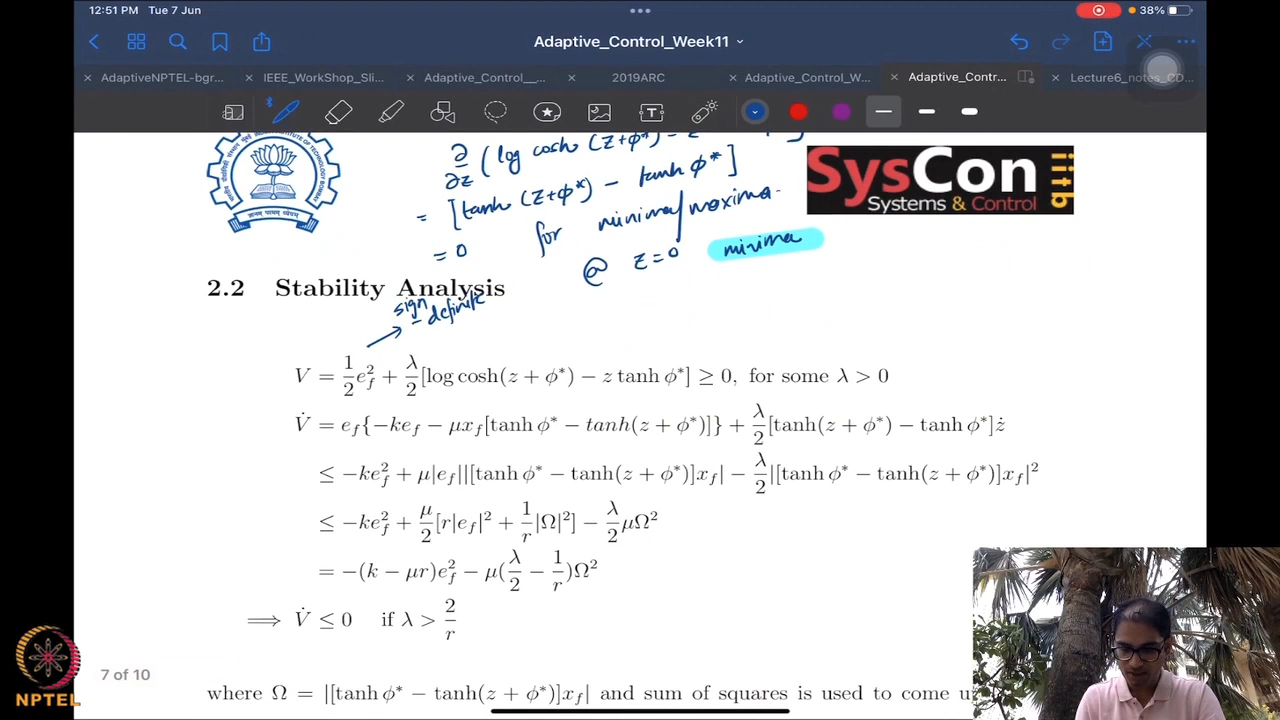 12:51 PM Tue 7 Jun
38%
Adaptive_Control_Week11
AdaptiveNPTEL-bgr...
IEEE_WorkShop_Sli...
Adaptive_Control__...
2019ARC
Adaptive_Control_W...
Adaptive_Contr...
Lecture6_notes_CD...
∂/∂z (log cosh (z+φ*) - z
= [tanh (z+φ*) - tanh φ*]
= 0 for minima/maxima.
@ z=0 minima
SysCon
Systems & Control
iitb
2.2 Stability Analysis
sign-definite
V = 1/2 e_f^2 + λ/2 [log cosh(z + φ*) − z tanh φ*] ≥ 0, for some λ > 0
V̇ = e_f{−ke_f − μx_f[tanh φ* − tanh(z + φ*)]} + λ/2 [tanh(z + φ*) − tanh φ*]ż
≤ −ke_f^2 + μ|e_f||[tanh φ* − tanh(z + φ*)]x_f| − λ/2 |[tanh φ* − tanh(z + φ*)]x_f|^2
≤ −ke_f^2 + μ/2 [r|e_f|^2 + 1/r |Ω|^2] − λ/2 μΩ^2
= −(k − μr)e_f^2 − μ(λ/2 − 1/r)Ω^2
⟹ V̇ ≤ 0 if λ > 2/r
7 of 10
where Ω = |[tanh φ* − tanh(z + φ*)]x_f| and sum of squares is used to come u
NPTEL